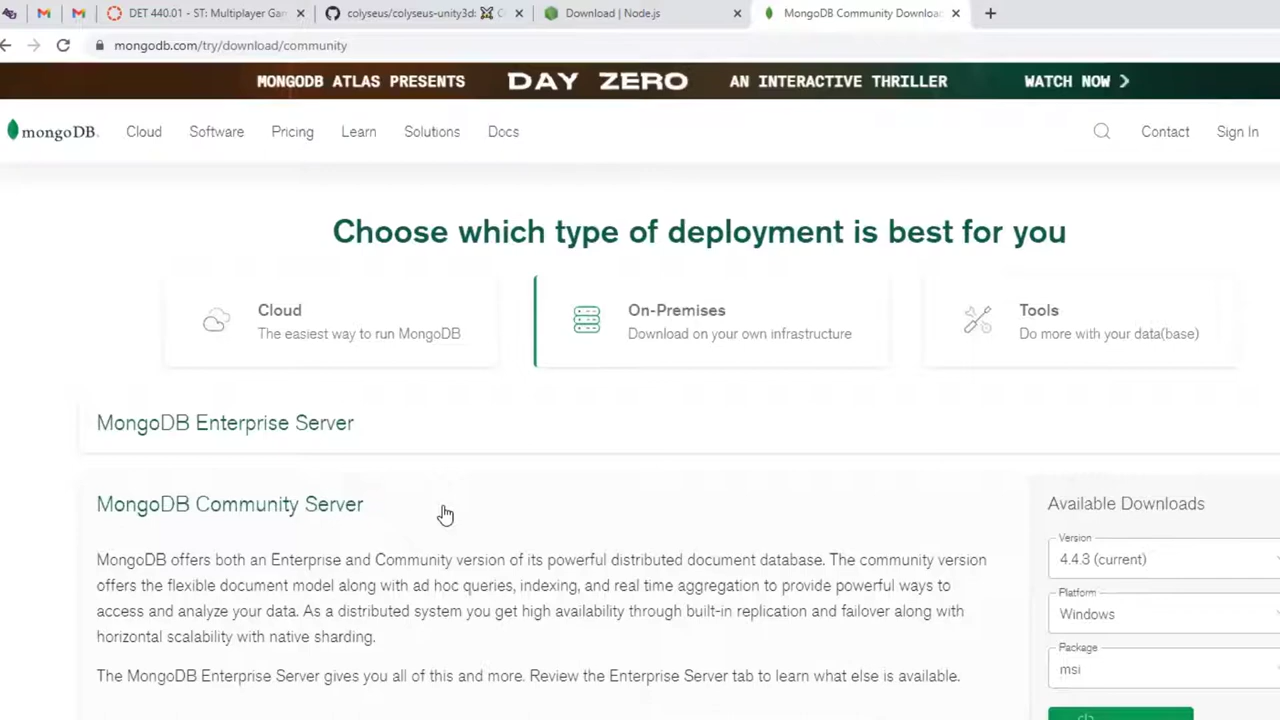 DET 440.01 - ST: Multiplayer Gam
colyseus/colyseus-unity3d:
Download | Node.js
MongoDB Community Download
mongodb.com/try/download/community
MONGODB ATLAS PRESENTS DAY ZERO AN INTERACTIVE THRILLER WATCH NOW
mongoDB. Cloud Software Pricing Learn Solutions Docs Contact Sign In
Choose which type of deployment is best for you
Cloud
The easiest way to run MongoDB
On-Premises
Download on your own infrastructure
Tools
Do more with your data(base)
MongoDB Enterprise Server
MongoDB Community Server
MongoDB offers both an Enterprise and Community version of its powerful distributed document database. The community version
offers the flexible document model along with ad hoc queries, indexing, and real time aggregation to provide powerful ways to
access and analyze your data. As a distributed system you get high availability through built-in replication and failover along with
horizontal scalability with native sharding.
The MongoDB Enterprise Server gives you all of this and more. Review the Enterprise Server tab to learn what else is available.
Available Downloads
Version
4.4.3 (current)
Platform
Windows
Package
msi